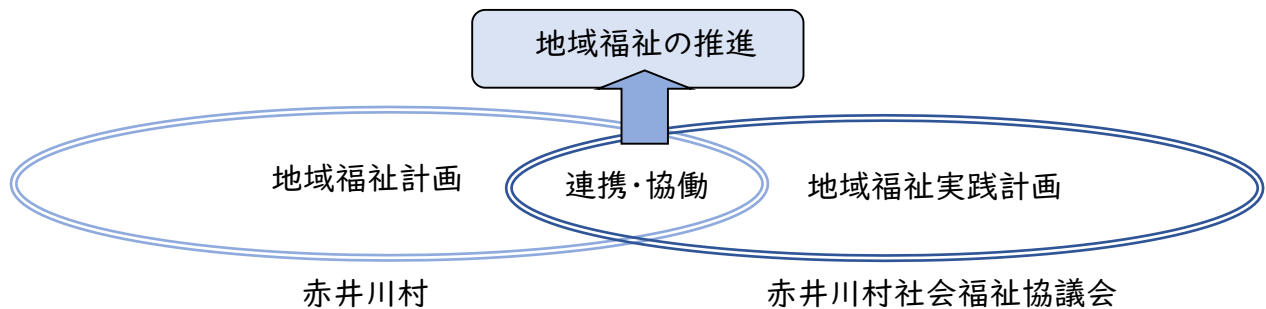 地域福祉の推進
地域福祉計画
連携・協働
地域福祉実践計画
赤井川村
赤井川村社会福祉協議会